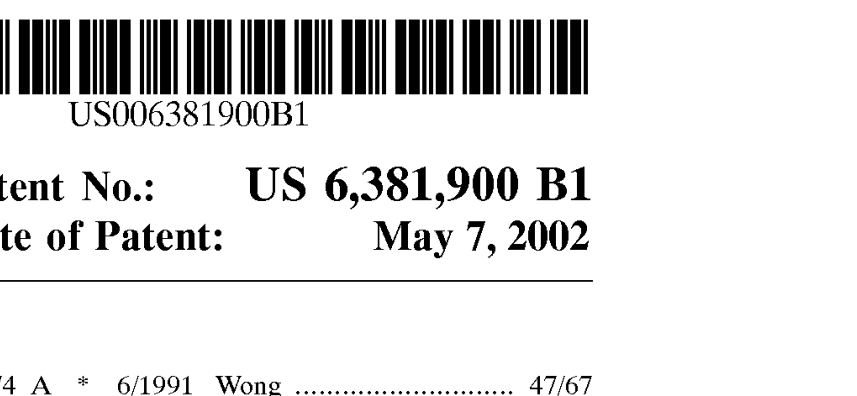 US006381900B1
tent No.: US 6,381,900 B1
te of Patent: May 7, 2002
/4 A * 6/1991 Wong .......................... 47/67